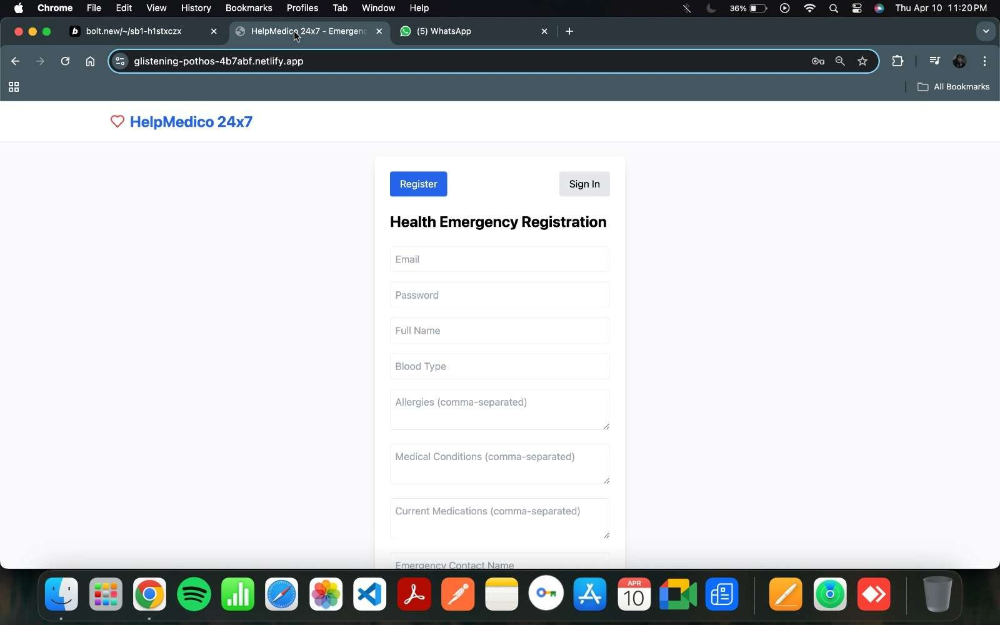 Chrome File Edit View History Bookmarks Profiles Tab Window Help 36% Thu Apr 10 11:20 PM
bolt.new/~/sb1-h1stxczx HelpMedico 24x7 - Emergenc (5) WhatsApp
glistening-pothos-4b7abf.netlify.app
All Bookmarks
HelpMedico 24x7
Register Sign In
Health Emergency Registration
Email
Password
Full Name
Blood Type
Allergies (comma-separated)
Medical Conditions (comma-separated)
Current Medications (comma-separated)
Emergency Contact Name
APR
10